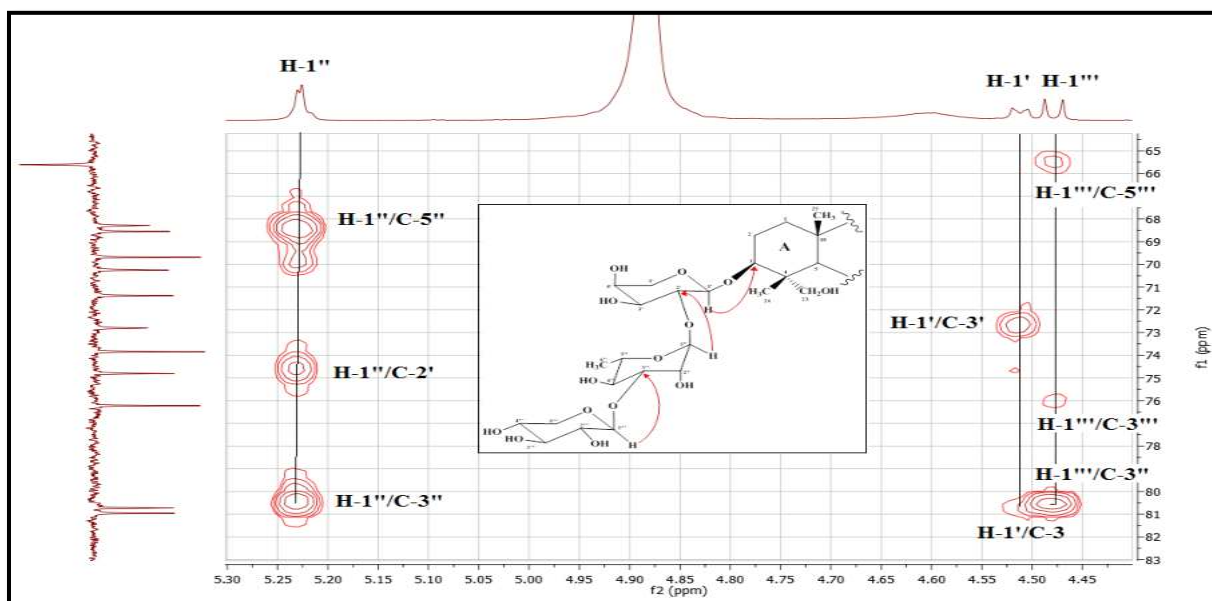 H-1''
H-1' H-1'''
H-1''/C-5''
H-1'''/C-5'''
H-1'/C-3'
H-1''/C-2'
H-1'''/C-3'''
H-1'''/C-3''
H-1''/C-3''
H-1'/C-3
A
CH₃
H₃C
CH₂OH
OH
O
O
HO
H
O
H₃C
O
H
HO
OH
O
O
HO
HO
OH
H
65
66
68
69
70
71
72
73
74
75
76
78
79
80
81
82
83
f1 (ppm)
5.30 5.25 5.20 5.15 5.10 5.05 5.00 4.95 4.90 4.85 4.80 4.75 4.70 4.65 4.60 4.55 4.50 4.45
f2 (ppm)